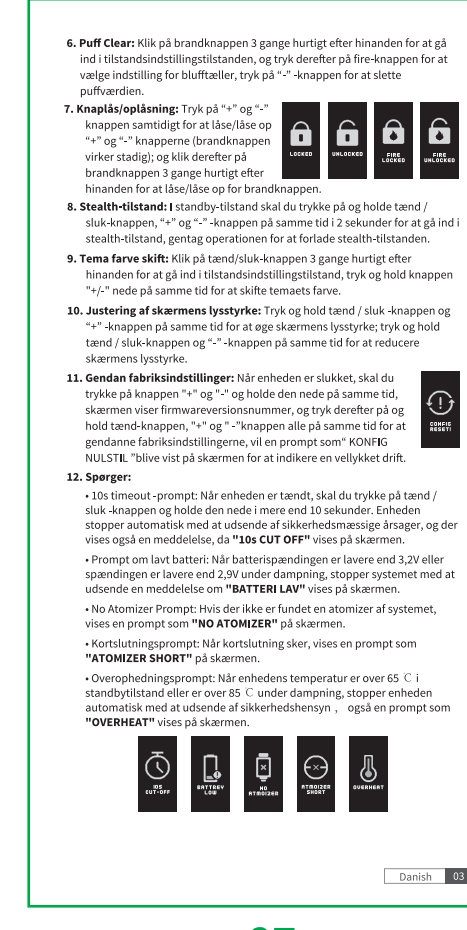 6. Puff Clear: Klik på brandknappen 3 gange hurtigt efter hinanden for at gå
ind i tilstandsindstillingstilstanden, og tryk derefter på fire-knappen for at
vælge indstilling for blufftæller, tryk på “-” -knappen for at slette
puffværdien.
7. Knaplås/oplåsning: Tryk på “+” og “-”
knappen samtidigt for at låse/låse op
“+” og “-” knapperne (brandknappen
virker stadig); og klik derefter på
brandknappen 3 gange hurtigt efter
hinanden for at låse/låse op for brandknappen.
LOCKED
UNLOCKED
FIRE
LOCKED
FIRE
UNLOCKED
8. Stealth-tilstand: I standby-tilstand skal du trykke på og holde tænd /
sluk-knappen, “+” og “-” -knappen på samme tid i 2 sekunder for at gå ind i
stealth-tilstand, gentag operationen for at forlade stealth-tilstanden.
9. Tema farve skift: Klik på tænd/sluk-knappen 3 gange hurtigt efter
hinanden for at gå ind i tilstandsindstillingstilstand, tryk og hold knappen
"+/-" nede på samme tid for at skifte temaets farve.
10. Justering af skærmens lysstyrke: Tryk og hold tænd / sluk -knappen og
“+” -knappen på samme tid for at øge skærmens lysstyrke; tryk og hold
tænd / sluk-knappen og “-” -knappen på samme tid for at reducere
skærmens lysstyrke.
11. Gendan fabriksindstillinger: Når enheden er slukket, skal du
trykke på knappen "+" og "-" og holde den nede på samme tid,
skærmen viser firmwareversionsnummer, og tryk derefter på og
hold tænd-knappen, "+" og " -"knappen alle på samme tid for at
gendanne fabriksindstillingerne, vil en prompt som“ KONFIG
NULSTIL ”blive vist på skærmen for at indikere en vellykket drift.
CONFIG
RESET!
12. Spørger:
• 10s timeout -prompt: Når enheden er tændt, skal du trykke på tænd /
sluk -knappen og holde den nede i mere end 10 sekunder. Enheden
stopper automatisk med at udsende af sikkerhedsmæssige årsager, og der
vises også en meddelelse, da "10s CUT OFF" vises på skærmen.
• Prompt om lavt batteri: Når batterispændingen er lavere end 3,2V eller
spændingen er lavere end 2,9V under dampning, stopper systemet med at
udsende en meddelelse om "BATTERI LAV" vises på skærmen.
• No Atomizer Prompt: Hvis der ikke er fundet en atomizer af systemet,
vises en prompt som "NO ATOMIZER" på skærmen.
• Kortslutningsprompt: Når kortslutning sker, vises en prompt som
"ATOMIZER SHORT" på skærmen.
• Overophedningsprompt: Når enhedens temperatur er over 65 ℃ i
standbytilstand eller er over 85 ℃ under dampning, stopper enheden
automatisk med at udsende af sikkerhedshensyn ， også en prompt som
"OVERHEAT" vises på skærmen.
10S
CUT-OFF
BATTREY
LOW
NO
ATMOIZER
ATMOIZER
SHORT
OVERHEAT
Danish 03